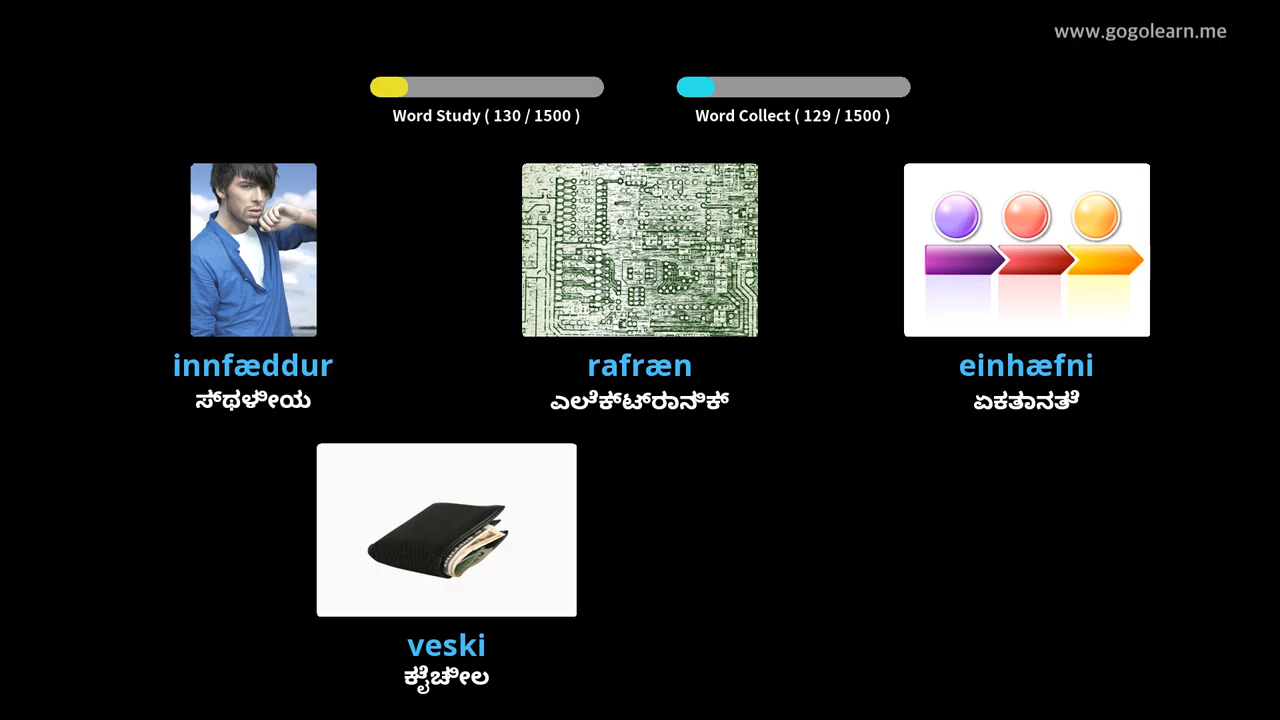 www.gogolearn.me
Word Study ( 130 / 1500 )
Word Collect ( 129 / 1500 )
innfæddur
ಸ್ಥಳೀಯ
rafræn
ಎಲೆಕ್ಟ್ರಾನಿಕ್
einhæfni
ಏಕತಾನತೆ
veski
ಕೈಚೀಲ